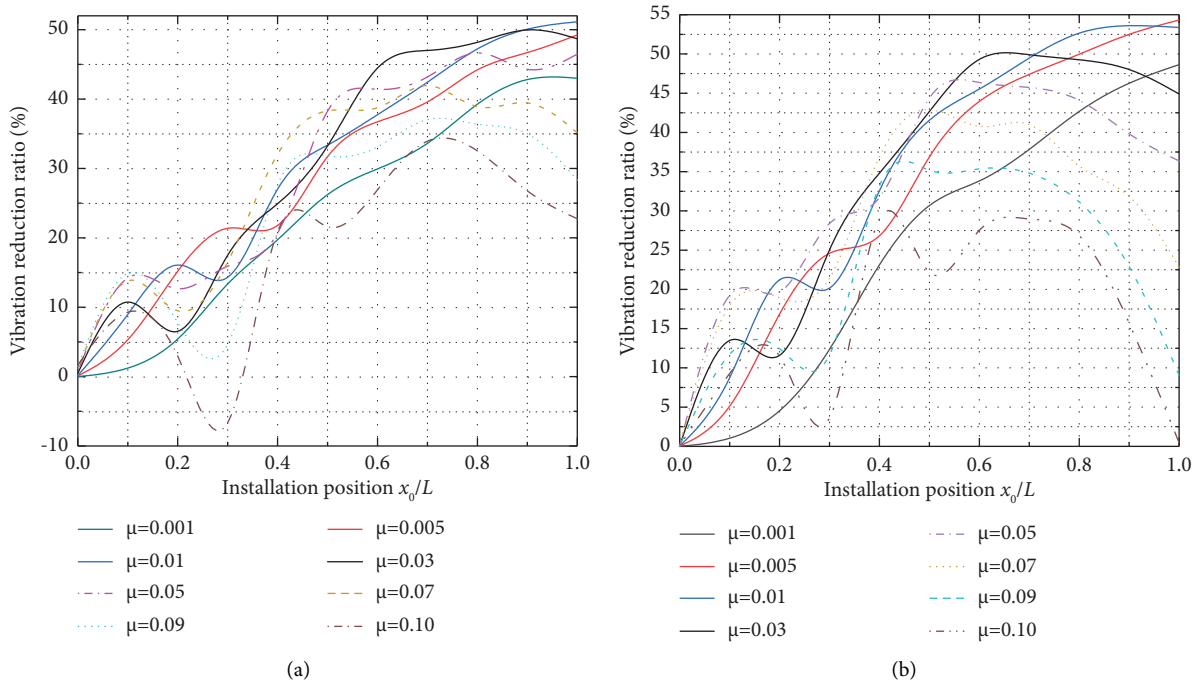 Vibration reduction ratio (%)
50
40
30
20
10
0
-10
0.0 0.2 0.4 0.6 0.8 1.0
Installation position x₀/L
μ=0.001 μ=0.005
μ=0.01 μ=0.03
μ=0.05 μ=0.07
μ=0.09 μ=0.10
(a)
Vibration reduction ratio (%)
55
50
45
40
35
30
25
20
15
10
5
0
0.0 0.2 0.4 0.6 0.8 1.0
Installation position x₀/L
μ=0.001 μ=0.05
μ=0.005 μ=0.07
μ=0.01 μ=0.09
μ=0.03 μ=0.10
(b)